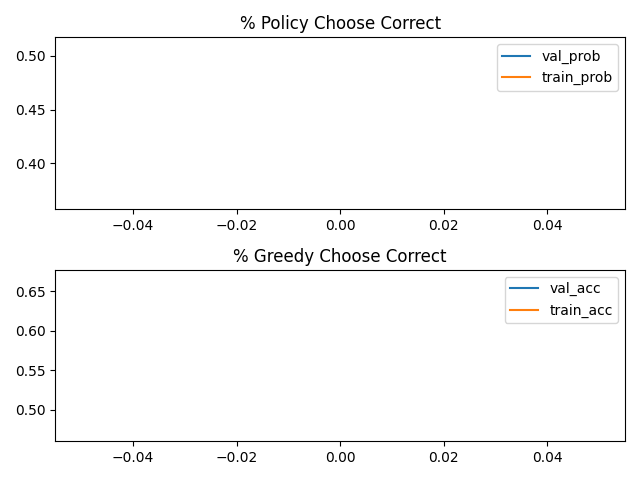 % Policy Choose Correct
0.50
0.45
0.40
val_prob
train_prob
−0.04 −0.02 0.00 0.02 0.04
% Greedy Choose Correct
0.65
0.60
0.55
0.50
val_acc
train_acc
−0.04 −0.02 0.00 0.02 0.04